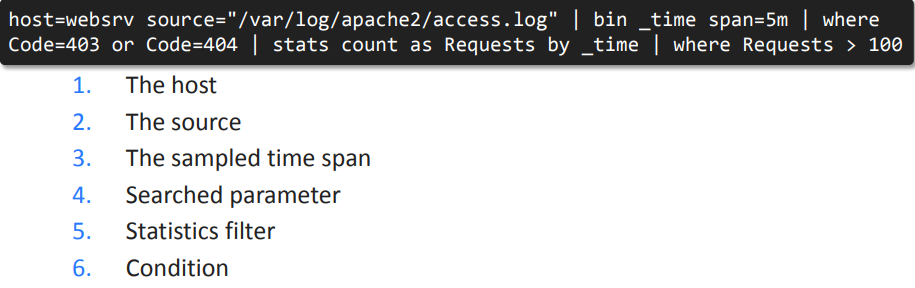 host=websrv source="/var/log/apache2/access.log" | bin _time span=5m | where
Code=403 or Code=404 | stats count as Requests by _time | where Requests > 100
1. The host
2. The source
3. The sampled time span
4. Searched parameter
5. Statistics filter
6. Condition